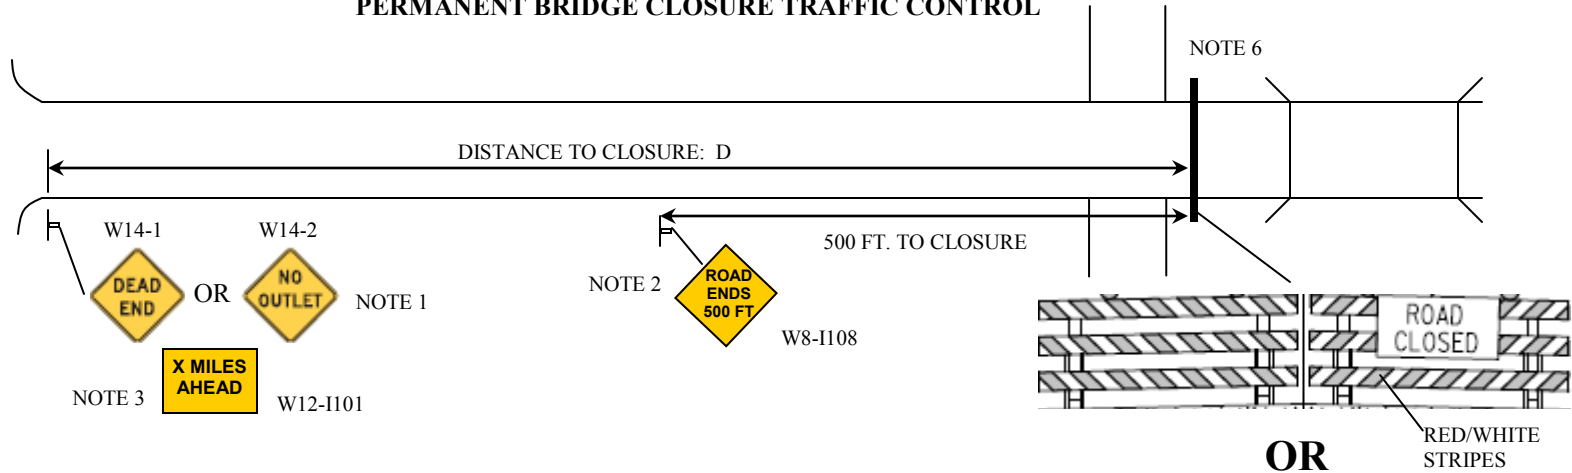 PERMANENT BRIDGE CLOSURE TRAFFIC CONTROL
NOTE 6
DISTANCE TO CLOSURE: D
500 FT. TO CLOSURE
W14-1
W14-2
DEAD
END
OR
NO
OUTLET
NOTE 1
NOTE 2
ROAD
ENDS
500 FT
W8-I108
X MILES
AHEAD
NOTE 3
W12-I101
ROAD
CLOSED
RED/WHITE
STRIPES
OR